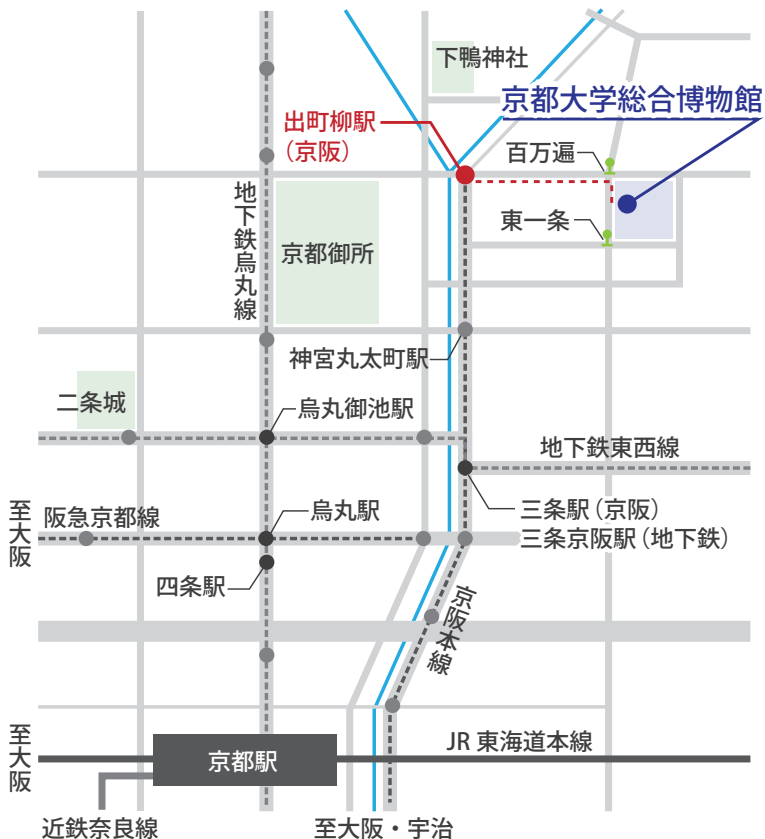 下鴨神社
京都大学総合博物館
出町柳駅
(京阪)
百万遍
地下鉄烏丸線
東一条
京都御所
神宮丸太町駅
二条城
烏丸御池駅
地下鉄東西線
至大阪
阪急京都線
烏丸駅
三条駅(京阪)
三条京阪駅(地下鉄)
四条駅
京阪本線
至大阪
JR 東海道本線
京都駅
近鉄奈良線
至大阪・宇治